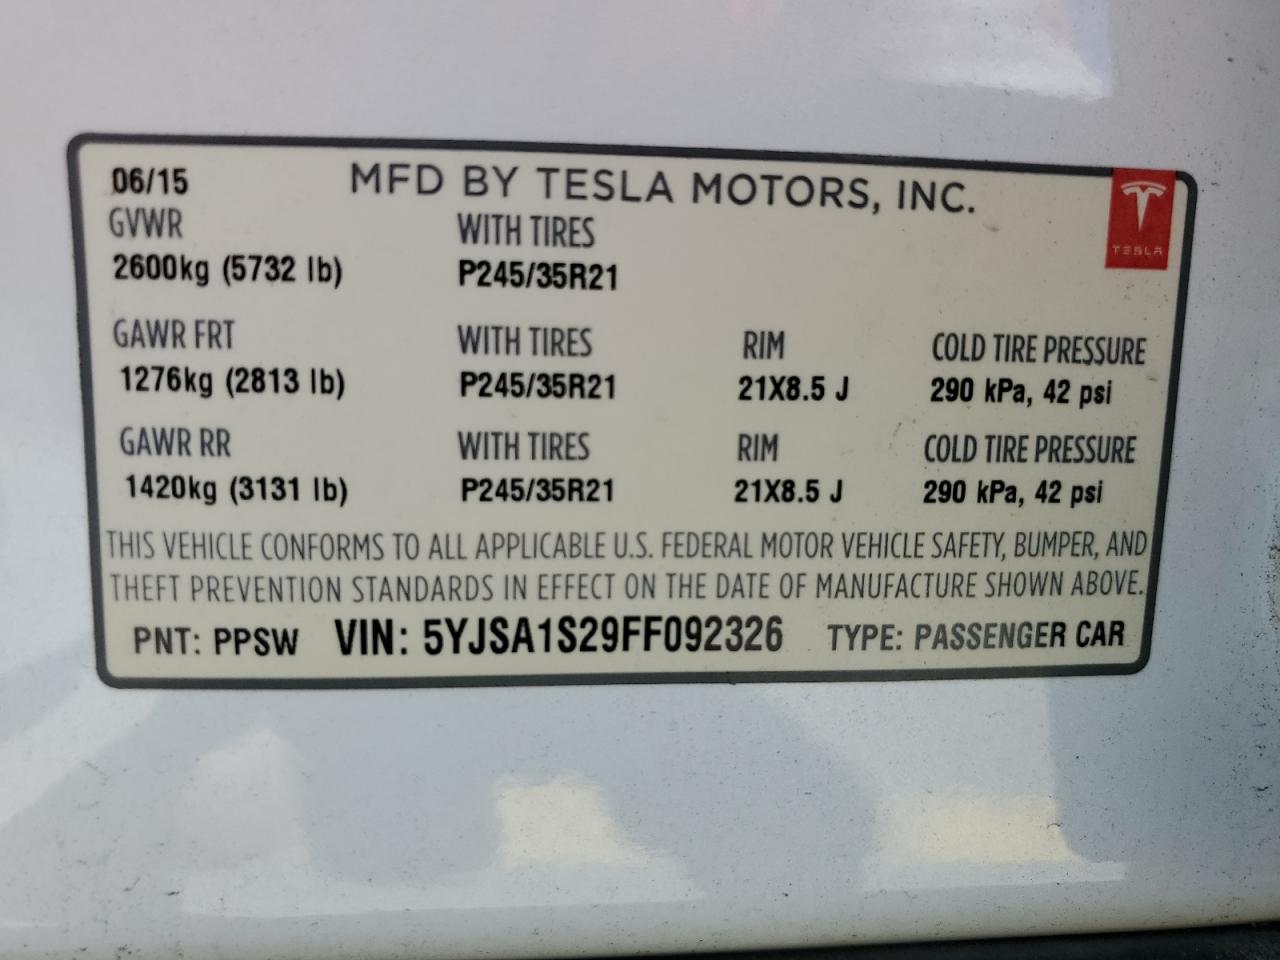 06/15 MFD BY TESLA MOTORS, INC.
TESLA
GVWR WITH TIRES
2600kg (5732 lb) P245/35R21
GAWR FRT WITH TIRES RIM COLD TIRE PRESSURE
1276kg (2813 lb) P245/35R21 21X8.5 J 290 kPa, 42 psi
GAWR RR WITH TIRES RIM COLD TIRE PRESSURE
1420kg (3131 lb) P245/35R21 21X8.5 J 290 kPa, 42 psi
THIS VEHICLE CONFORMS TO ALL APPLICABLE U.S. FEDERAL MOTOR VEHICLE SAFETY, BUMPER, AND
THEFT PREVENTION STANDARDS IN EFFECT ON THE DATE OF MANUFACTURE SHOWN ABOVE.
PNT: PPSW VIN: 5YJSA1S29FF092326 TYPE: PASSENGER CAR